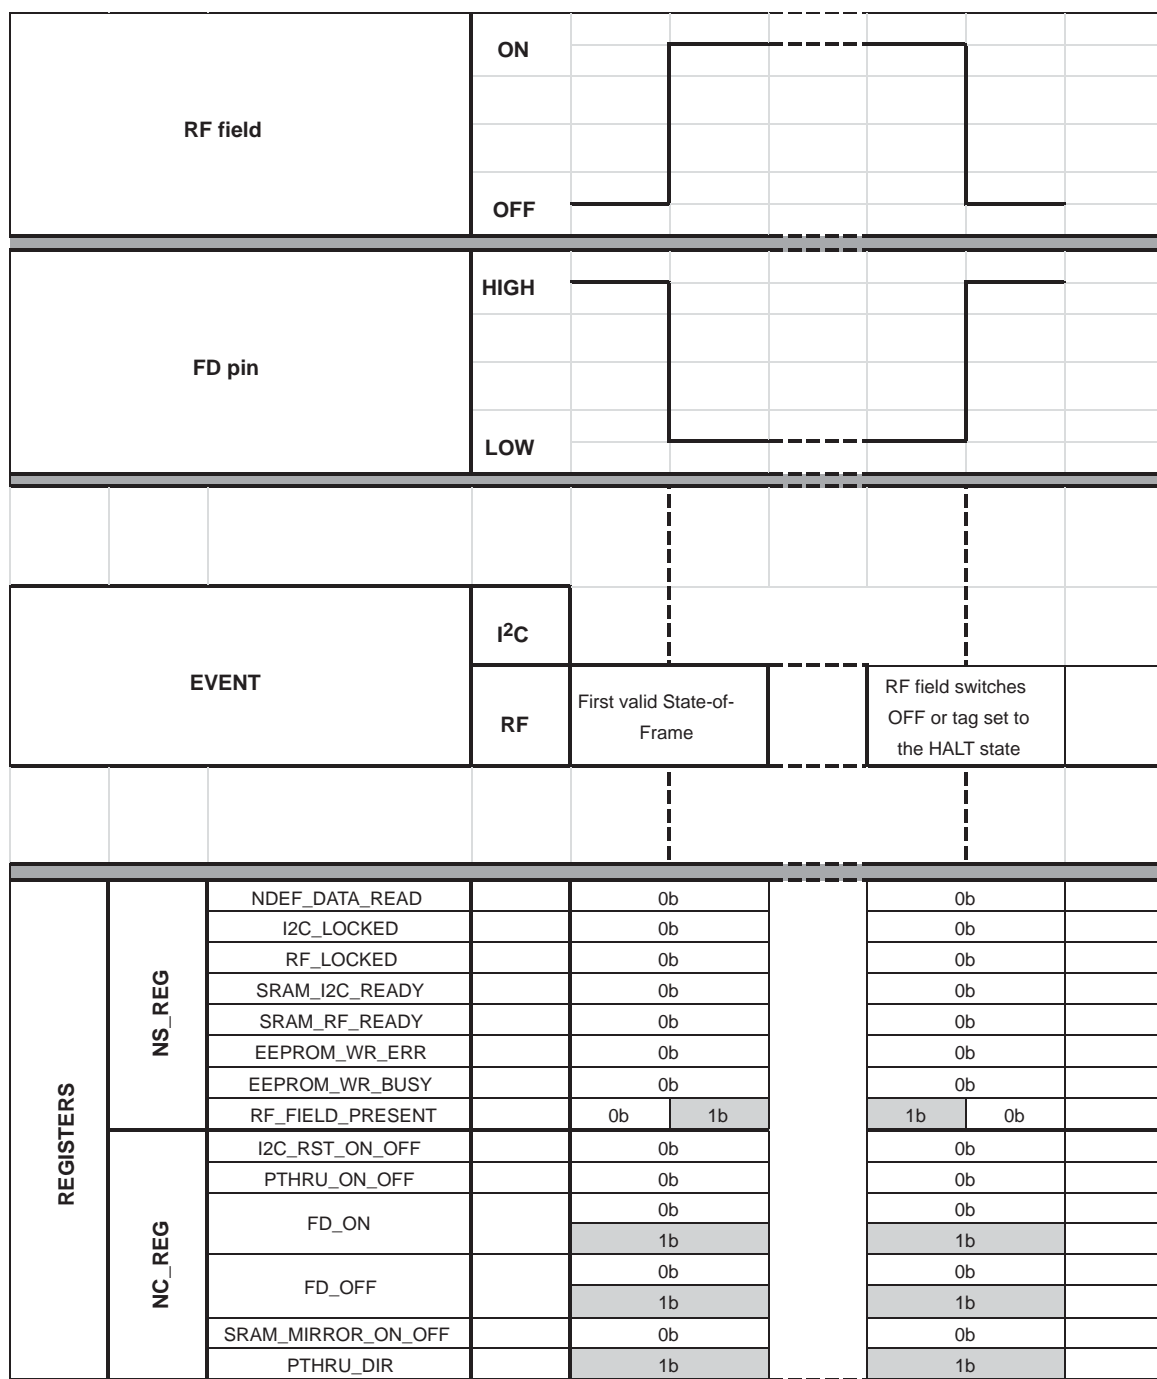 ON
RF field
OFF
HIGH
FD pin
LOW
I2C
EVENT
RF
First valid State-of-
Frame
RF field switches
OFF or tag set to
the HALT state
REGISTERS
NS_REG
NDEF_DATA_READ 0b 0b
I2C_LOCKED 0b 0b
RF_LOCKED 0b 0b
SRAM_I2C_READY 0b 0b
SRAM_RF_READY 0b 0b
EEPROM_WR_ERR 0b 0b
EEPROM_WR_BUSY 0b 0b
RF_FIELD_PRESENT 0b 1b 1b 0b
NC_REG
I2C_RST_ON_OFF 0b 0b
PTHRU_ON_OFF 0b 0b
FD_ON
0b 0b
1b 1b
FD_OFF
0b 0b
1b 1b
SRAM_MIRROR_ON_OFF 0b 0b
PTHRU_DIR 1b 1b